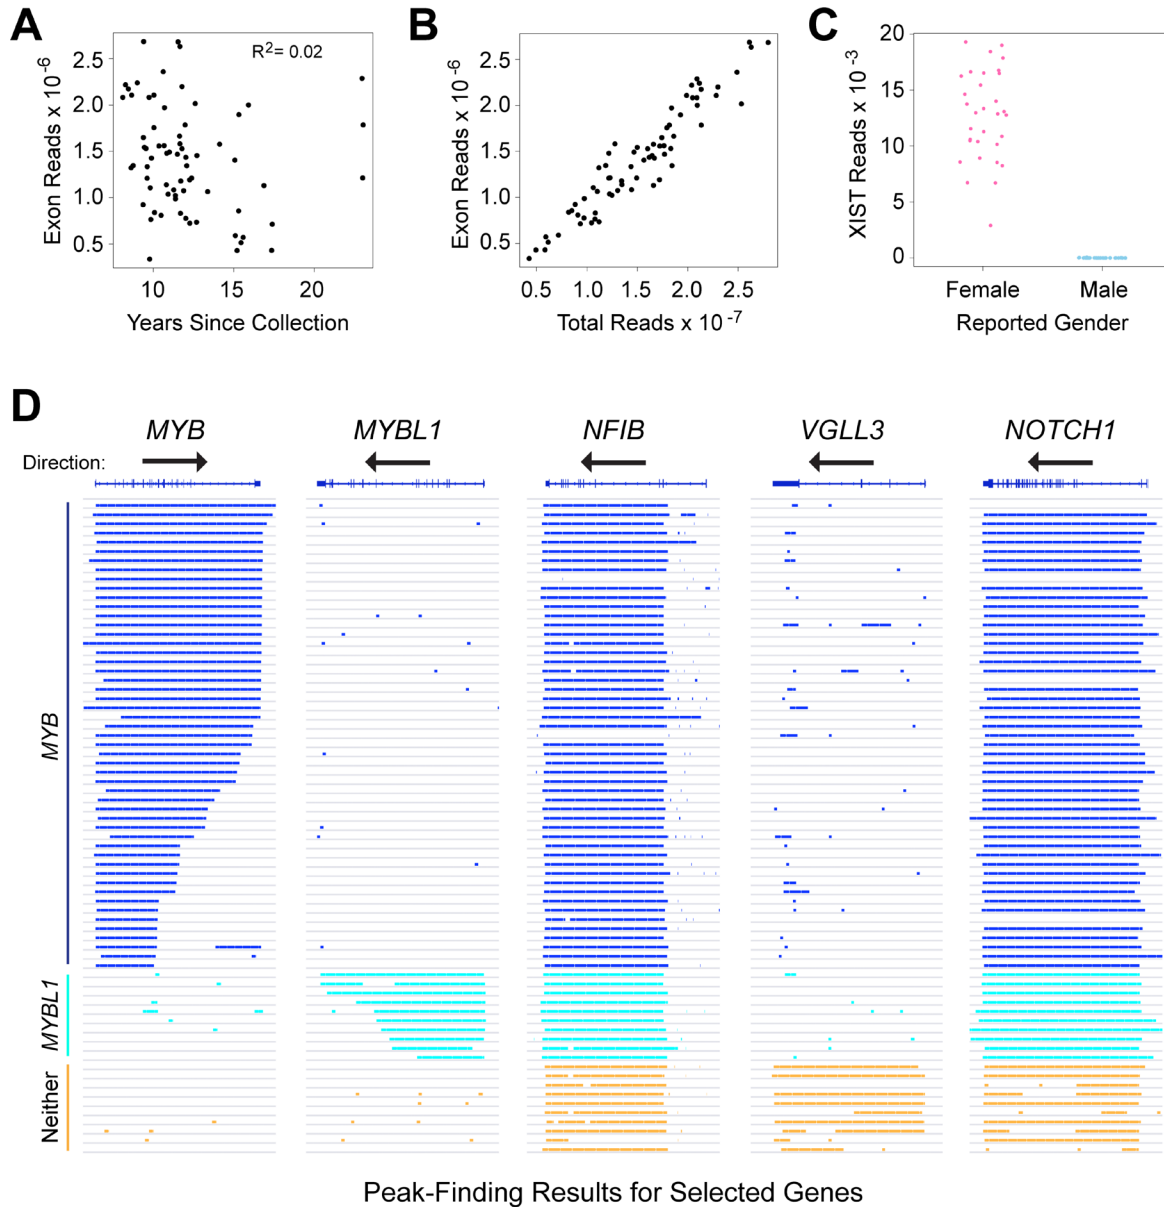 A
B
C
R²= 0.02
Exon Reads x 10⁻⁶
2.5
2.0
1.5
1.0
0.5
10
15
20
Years Since Collection
Exon Reads x 10⁻⁶
2.5
2.0
1.5
1.0
0.5
0.5 1.0 1.5 2.0 2.5
Total Reads x 10⁻⁷
XIST Reads x 10⁻³
20
15
10
5
0
Female Male
Reported Gender
D
MYB MYBL1 NFIB VGLL3 NOTCH1
Direction:
MYB
MYBL1
Neither
Peak-Finding Results for Selected Genes